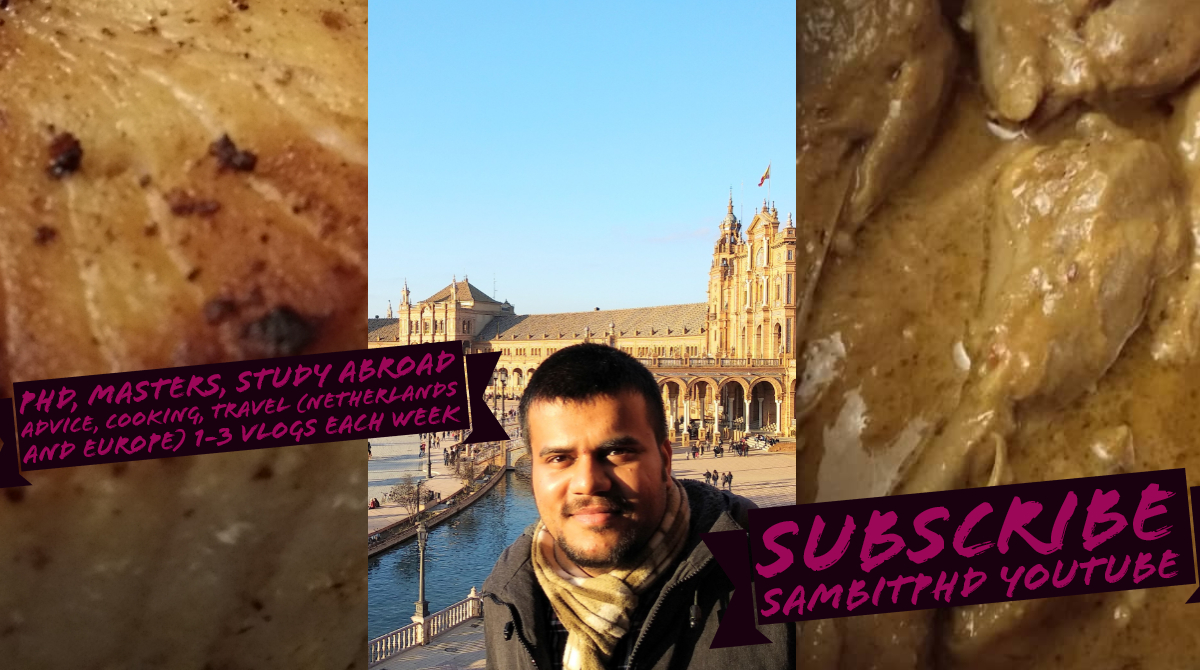 PHD, MASTERS, STUDY ABROAD
ADVICE, COOKING, TRAVEL (NETHERLANDS
AND EUROPE) 1-3 VLOGS EACH WEEK
SUBSCRIBE
SAMBITPHD YOUTUBE